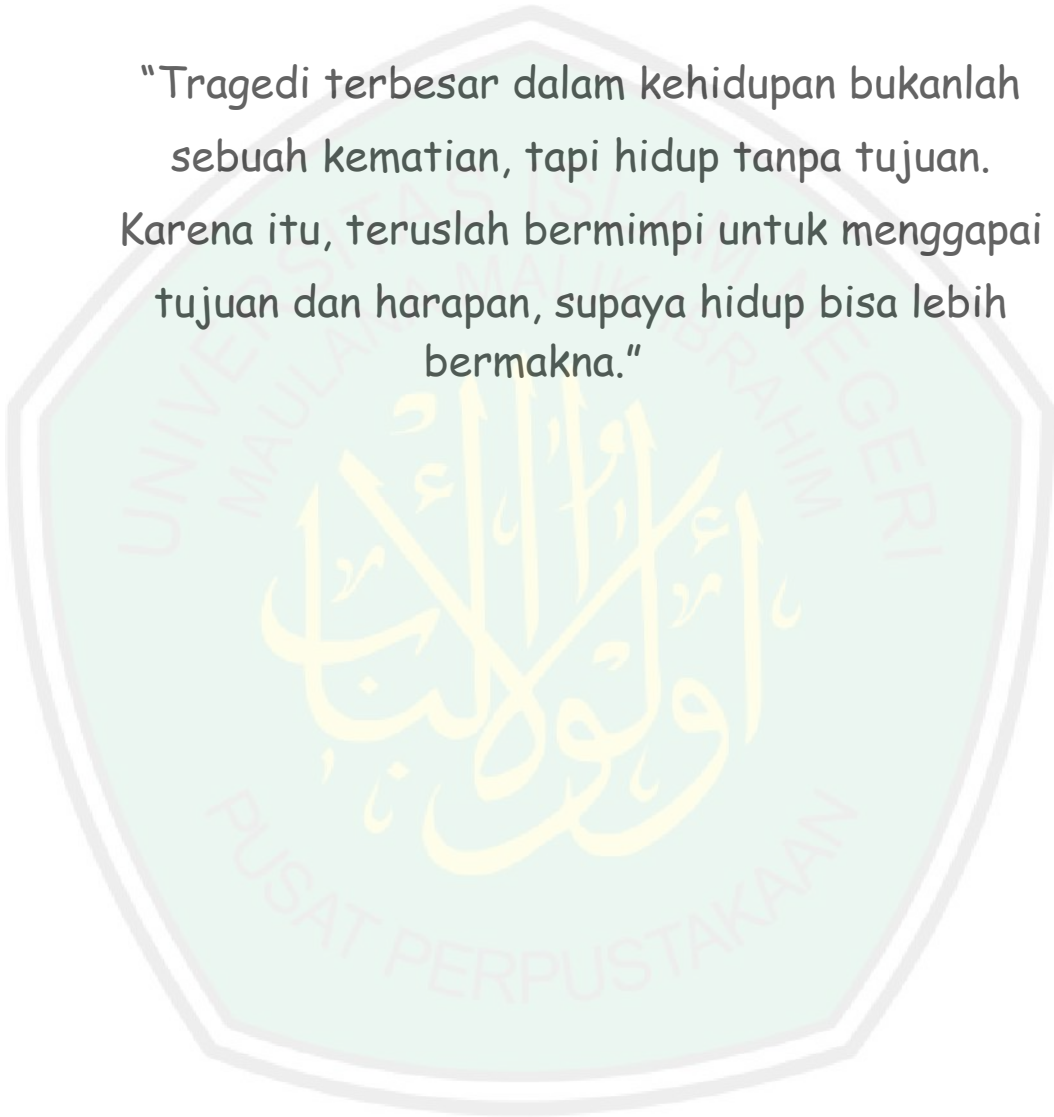 “Tragedi terbesar dalam kehidupan bukanlah
sebuah kematian, tapi hidup tanpa tujuan.
Karena itu, teruslah bermimpi untuk menggapai
tujuan dan harapan, supaya hidup bisa lebih
bermakna.”
UNIVERSITAS ISLAM NEGERI
MAULANA MALIK IBRAHIM
أولو الألباب
PUSAT PERPUSTAKAAN